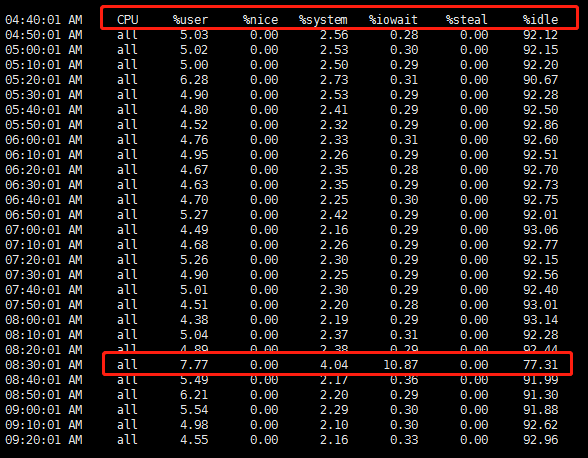 04:40:01 AM CPU %user %nice %system %iowait %steal %idle
04:50:01 AM all 5.03 0.00 2.56 0.28 0.00 92.12
05:00:01 AM all 5.02 0.00 2.53 0.30 0.00 92.15
05:10:01 AM all 5.00 0.00 2.50 0.29 0.00 92.20
05:20:01 AM all 6.28 0.00 2.73 0.31 0.00 90.67
05:30:01 AM all 4.90 0.00 2.53 0.29 0.00 92.28
05:40:01 AM all 4.80 0.00 2.41 0.29 0.00 92.50
05:50:01 AM all 4.52 0.00 2.32 0.29 0.00 92.86
06:00:01 AM all 4.76 0.00 2.33 0.31 0.00 92.60
06:10:01 AM all 4.95 0.00 2.26 0.29 0.00 92.51
06:20:01 AM all 4.67 0.00 2.35 0.28 0.00 92.70
06:30:01 AM all 4.63 0.00 2.35 0.29 0.00 92.73
06:40:01 AM all 4.70 0.00 2.25 0.30 0.00 92.75
06:50:01 AM all 5.27 0.00 2.42 0.29 0.00 92.01
07:00:01 AM all 4.49 0.00 2.16 0.29 0.00 93.06
07:10:01 AM all 4.68 0.00 2.26 0.29 0.00 92.77
07:20:01 AM all 5.26 0.00 2.30 0.29 0.00 92.15
07:30:01 AM all 4.90 0.00 2.25 0.29 0.00 92.56
07:40:01 AM all 5.01 0.00 2.30 0.29 0.00 92.40
07:50:01 AM all 4.51 0.00 2.20 0.28 0.00 93.01
08:00:01 AM all 4.38 0.00 2.19 0.29 0.00 93.14
08:10:01 AM all 5.04 0.00 2.37 0.31 0.00 92.28
08:20:01 AM all 4.89 0.00 2.38 0.29 0.00 92.44
08:30:01 AM all 7.77 0.00 4.04 10.87 0.00 77.31
08:40:01 AM all 5.49 0.00 2.17 0.36 0.00 91.99
08:50:01 AM all 6.21 0.00 2.20 0.29 0.00 91.30
09:00:01 AM all 5.54 0.00 2.29 0.30 0.00 91.88
09:10:01 AM all 4.98 0.00 2.10 0.30 0.00 92.62
09:20:01 AM all 4.55 0.00 2.16 0.33 0.00 92.96